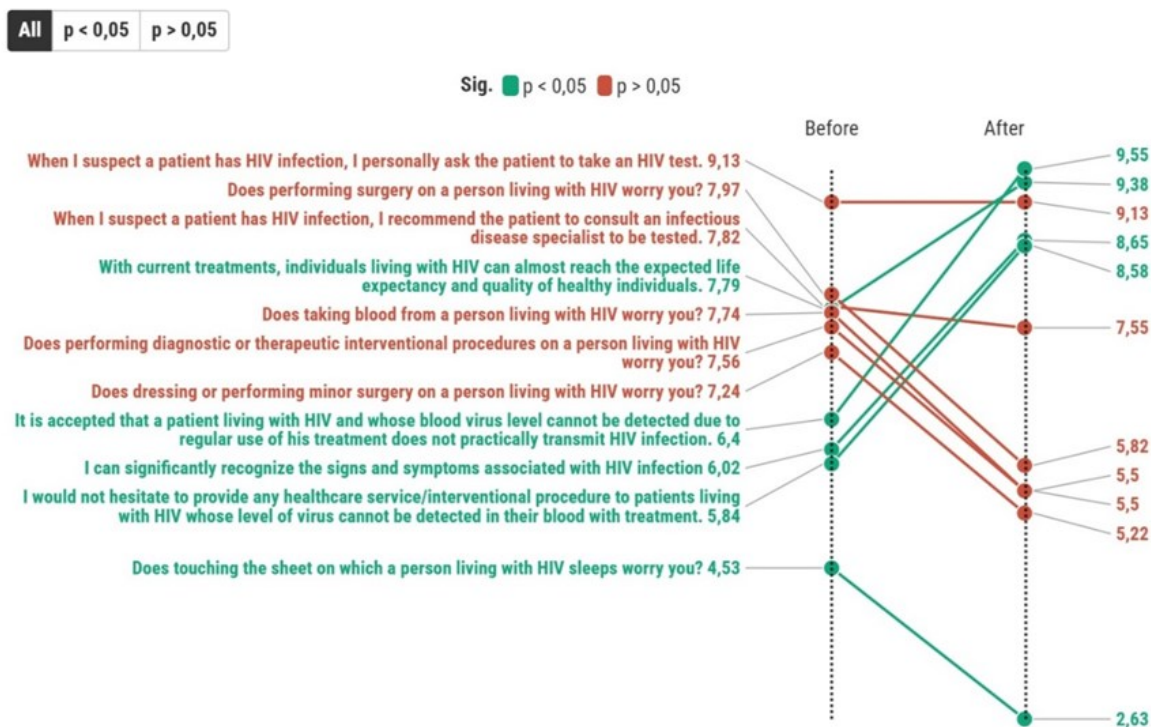 All p < 0,05 p > 0,05
Sig. p < 0,05 p > 0,05
Before After
When I suspect a patient has HIV infection, I personally ask the patient to take an HIV test. 9,13
Does performing surgery on a person living with HIV worry you? 7,97
When I suspect a patient has HIV infection, I recommend the patient to consult an infectious
disease specialist to be tested. 7,82
With current treatments, individuals living with HIV can almost reach the expected life
expectancy and quality of healthy individuals. 7,79
Does taking blood from a person living with HIV worry you? 7,74
Does performing diagnostic or therapeutic interventional procedures on a person living with HIV
worry you? 7,56
Does dressing or performing minor surgery on a person living with HIV worry you? 7,24
It is accepted that a patient living with HIV and whose blood virus level cannot be detected due to
regular use of his treatment does not practically transmit HIV infection. 6,4
I can significantly recognize the signs and symptoms associated with HIV infection 6,02
I would not hesitate to provide any healthcare service/interventional procedure to patients living
with HIV whose level of virus cannot be detected in their blood with treatment. 5,84
Does touching the sheet on which a person living with HIV sleeps worry you? 4,53
9,55
9,38
9,13
8,65
8,58
7,55
5,82
5,5
5,5
5,22
2,63